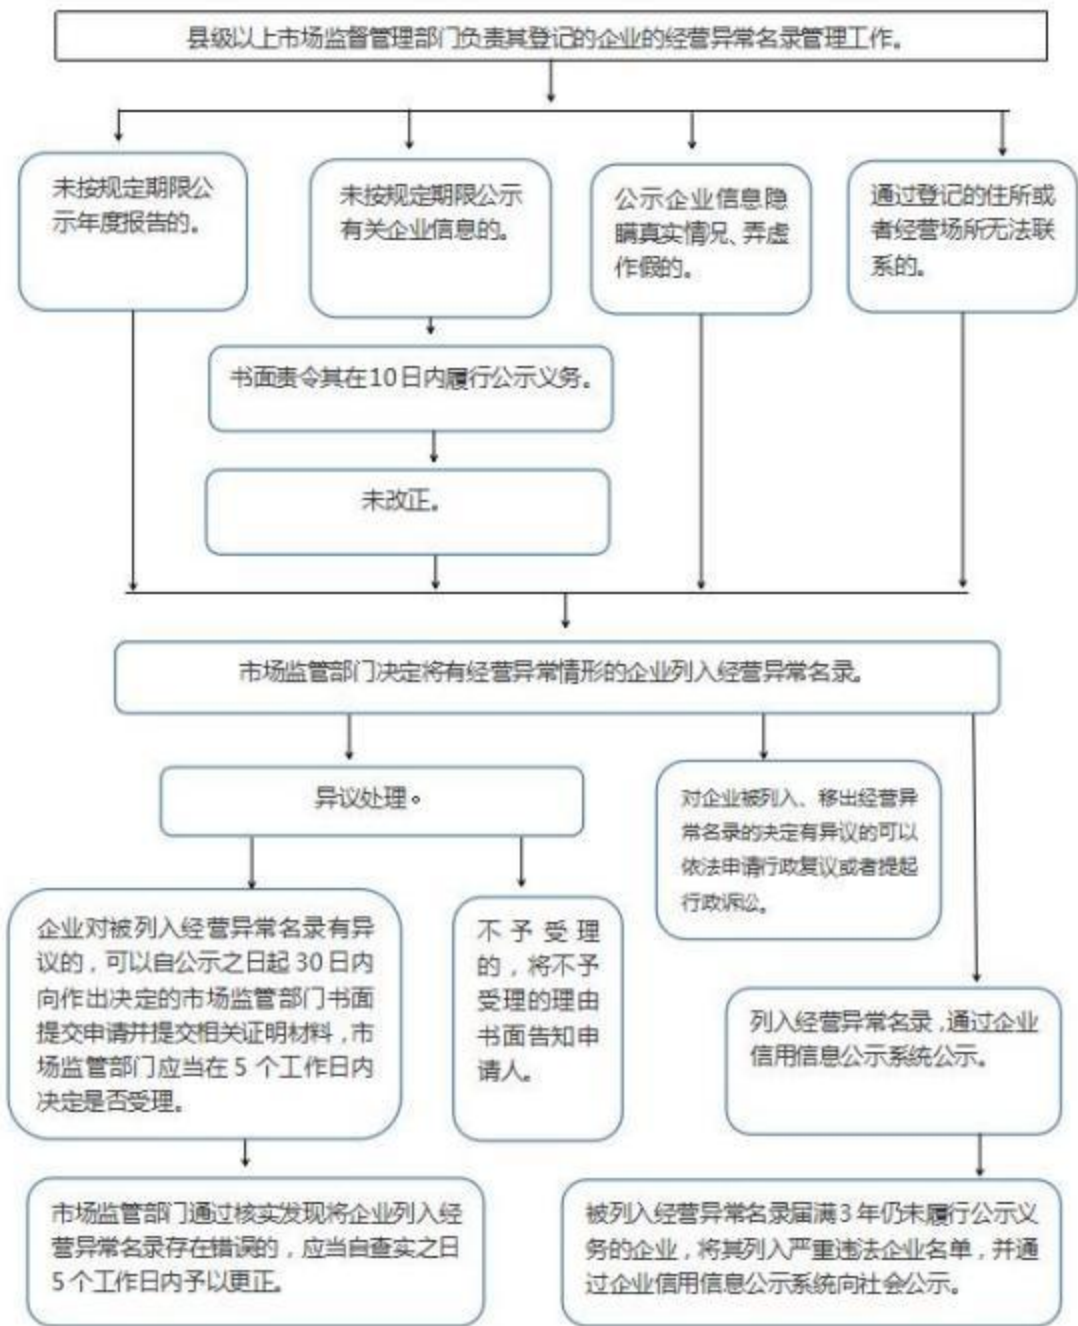 县级以上市场监督管理部门负责其登记的企业的经营异常名录管理工作。
未按规定期限公
示年度报告的。
未按规定期限公示
有关企业信息的。
公示企业信息隐
瞒真实情况、弄虚
作假的。
通过登记的住所或
者经营场所无法联
系的。
书面责令其在10日内履行公示义务。
未改正。
市场监管部门决定将有经营异常情形的企业列入经营异常名录。
异议处理。
对企业被列入、移出经营异
常名录的决定有异议的可以
依法申请行政复议或者提起
行政诉讼。
企业对被列入经营异常名录有异
议的，可以自公示之日起30日内
向作出决定的市场监管部门书面
提交申请并提交相关证明材料，市
场监管部门应当在5个工作日内
决定是否受理。
不予受理
的，将不予
受理的理由
书面告知申
请人。
列入经营异常名录，通过企业
信用信息公示系统公示。
市场监管部门通过核实发现将企业列入经
营异常名录存在错误的，应当自查实之日
5个工作日内予以更正。
被列入经营异常名录届满3年仍未履行公示义
务的企业，将其列入严重违法企业名单，并通
过企业信用信息公示系统向社会公示。